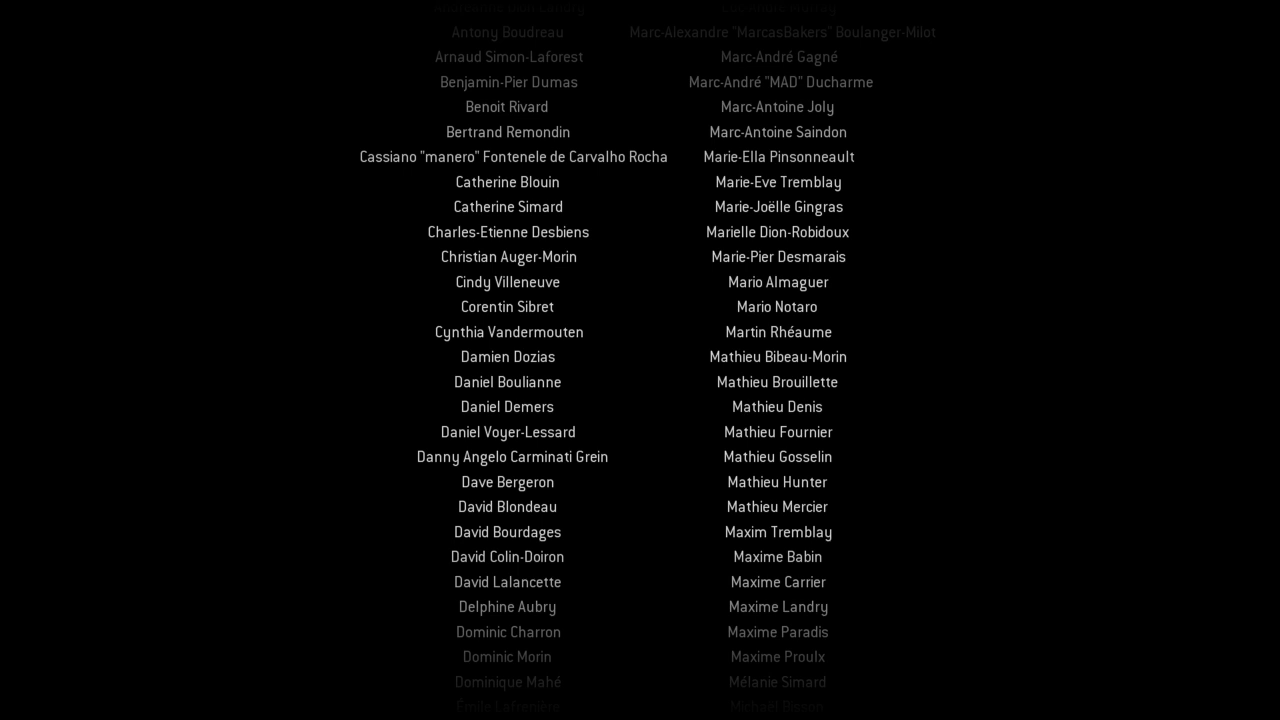 Antony Boudreau
Arnaud Simon-Laforest
Benjamin-Pier Dumas
Benoit Rivard
Bertrand Remondin
Cassiano "manero" Fontenele de Carvalho Rocha
Catherine Blouin
Catherine Simard
Charles-Etienne Desbiens
Christian Auger-Morin
Cindy Villeneuve
Corentin Sibret
Cynthia Vandermouten
Damien Dozias
Daniel Boulianne
Daniel Demers
Daniel Voyer-Lessard
Danny Angelo Carminati Grein
Dave Bergeron
David Blondeau
David Bourdages
David Colin-Doiron
David Lalancette
Delphine Aubry
Dominic Charron
Dominic Morin
Dominique Mahé
Émile Lafrenière
Marc-Alexandre "MarcasBakers" Boulanger-Milot
Marc-André Gagné
Marc-André "MAD" Ducharme
Marc-Antoine Joly
Marc-Antoine Saindon
Marie-Ella Pinsonneault
Marie-Eve Tremblay
Marie-Joëlle Gingras
Marielle Dion-Robidoux
Marie-Pier Desmarais
Mario Almaguer
Mario Notaro
Martin Rhéaume
Mathieu Bibeau-Morin
Mathieu Brouillette
Mathieu Denis
Mathieu Fournier
Mathieu Gosselin
Mathieu Hunter
Mathieu Mercier
Maxim Tremblay
Maxime Babin
Maxime Carrier
Maxime Landry
Maxime Paradis
Maxime Proulx
Mélanie Simard
Michaël Bisson